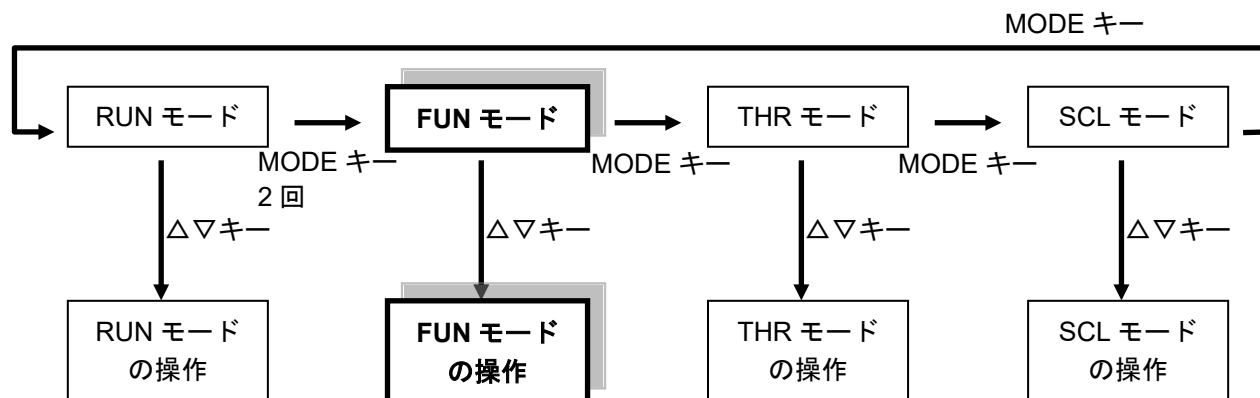 MODE キー
RUN モード
FUN モード
THR モード
SCL モード
MODE キー
2 回
MODE キー
MODE キー
△▽キー
△▽キー
△▽キー
△▽キー
RUN モード
の操作
FUN モード
の操作
THR モード
の操作
SCL モード
の操作